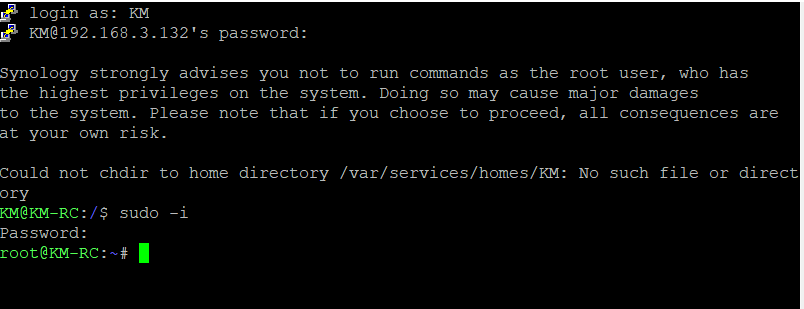 login as: KM
KM@192.168.3.132's password:
Synology strongly advises you not to run commands as the root user, who has
the highest privileges on the system. Doing so may cause major damages
to the system. Please note that if you choose to proceed, all consequences are
at your own risk.
Could not chdir to home directory /var/services/homes/KM: No such file or direct
ory
KM@KM-RC:/$ sudo -i
Password:
root@KM-RC:~#